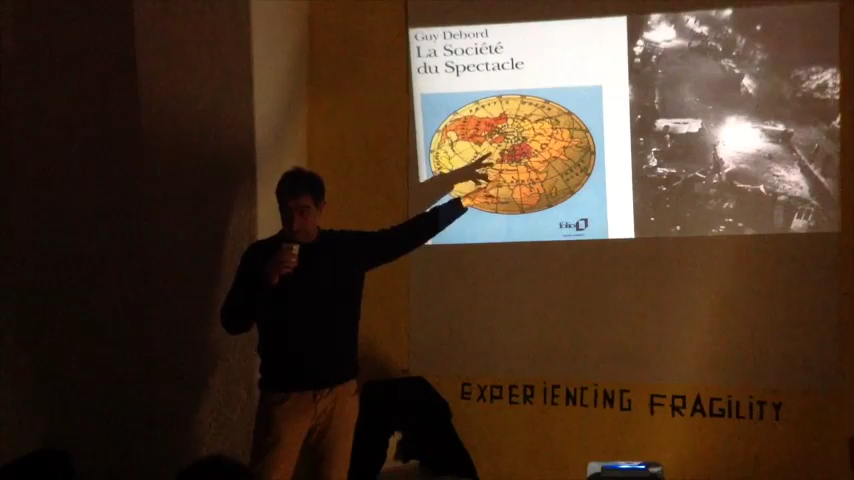 Guy Debord
La Société
du Spectacle
folio
EXPERIENCING FRAGILITY